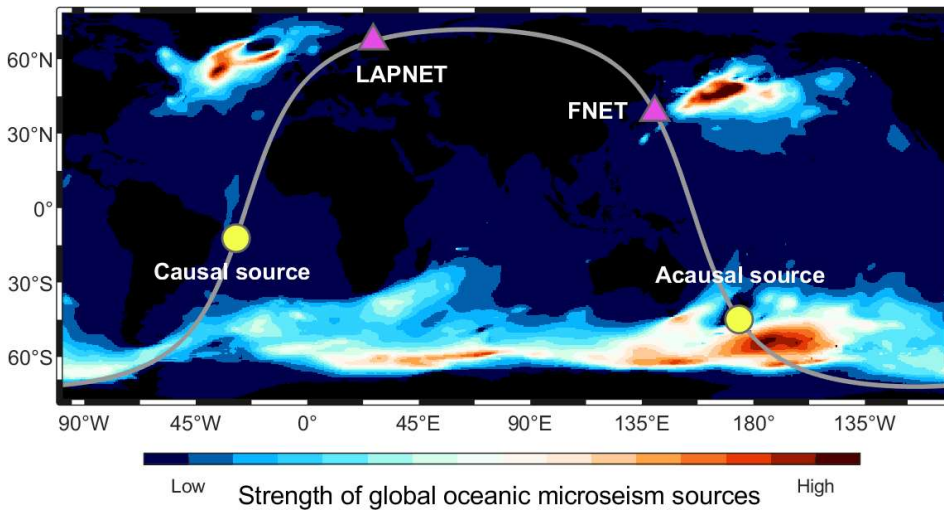 60°N
LAPNET
FNET
30°N
0°
Causal source
Acausal source
30°S
60°S
90°W 45°W 0° 45°E 90°E 135°E 180° 135°W
Low High
Strength of global oceanic microseism sources